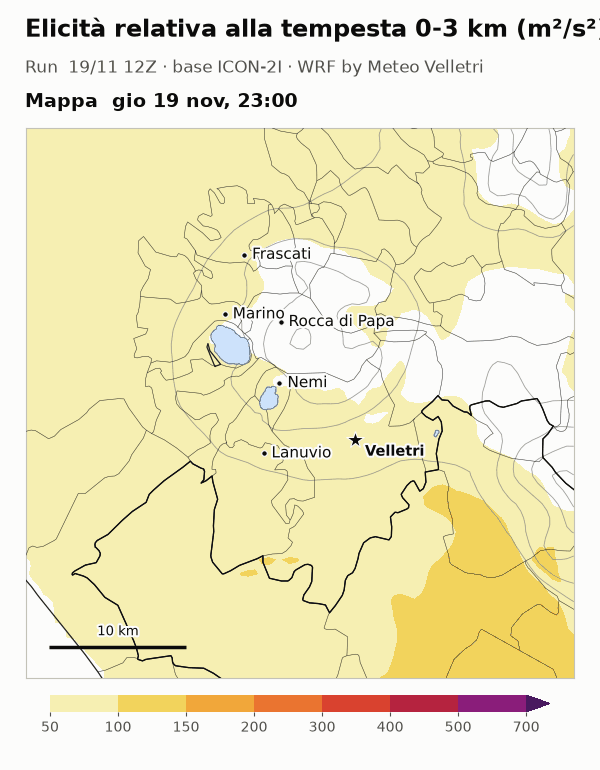 Elicità relativa alla tempesta 0-3 km (m²/s²)
Run  19/11 12Z · base ICON-2I · WRF by Meteo Velletri
Mappa  gio 19 nov, 23:00
Frascati
Marino
Rocca di Papa
Nemi
Velletri
Lanuvio
10 km
50 100 150 200 300 400 500 700